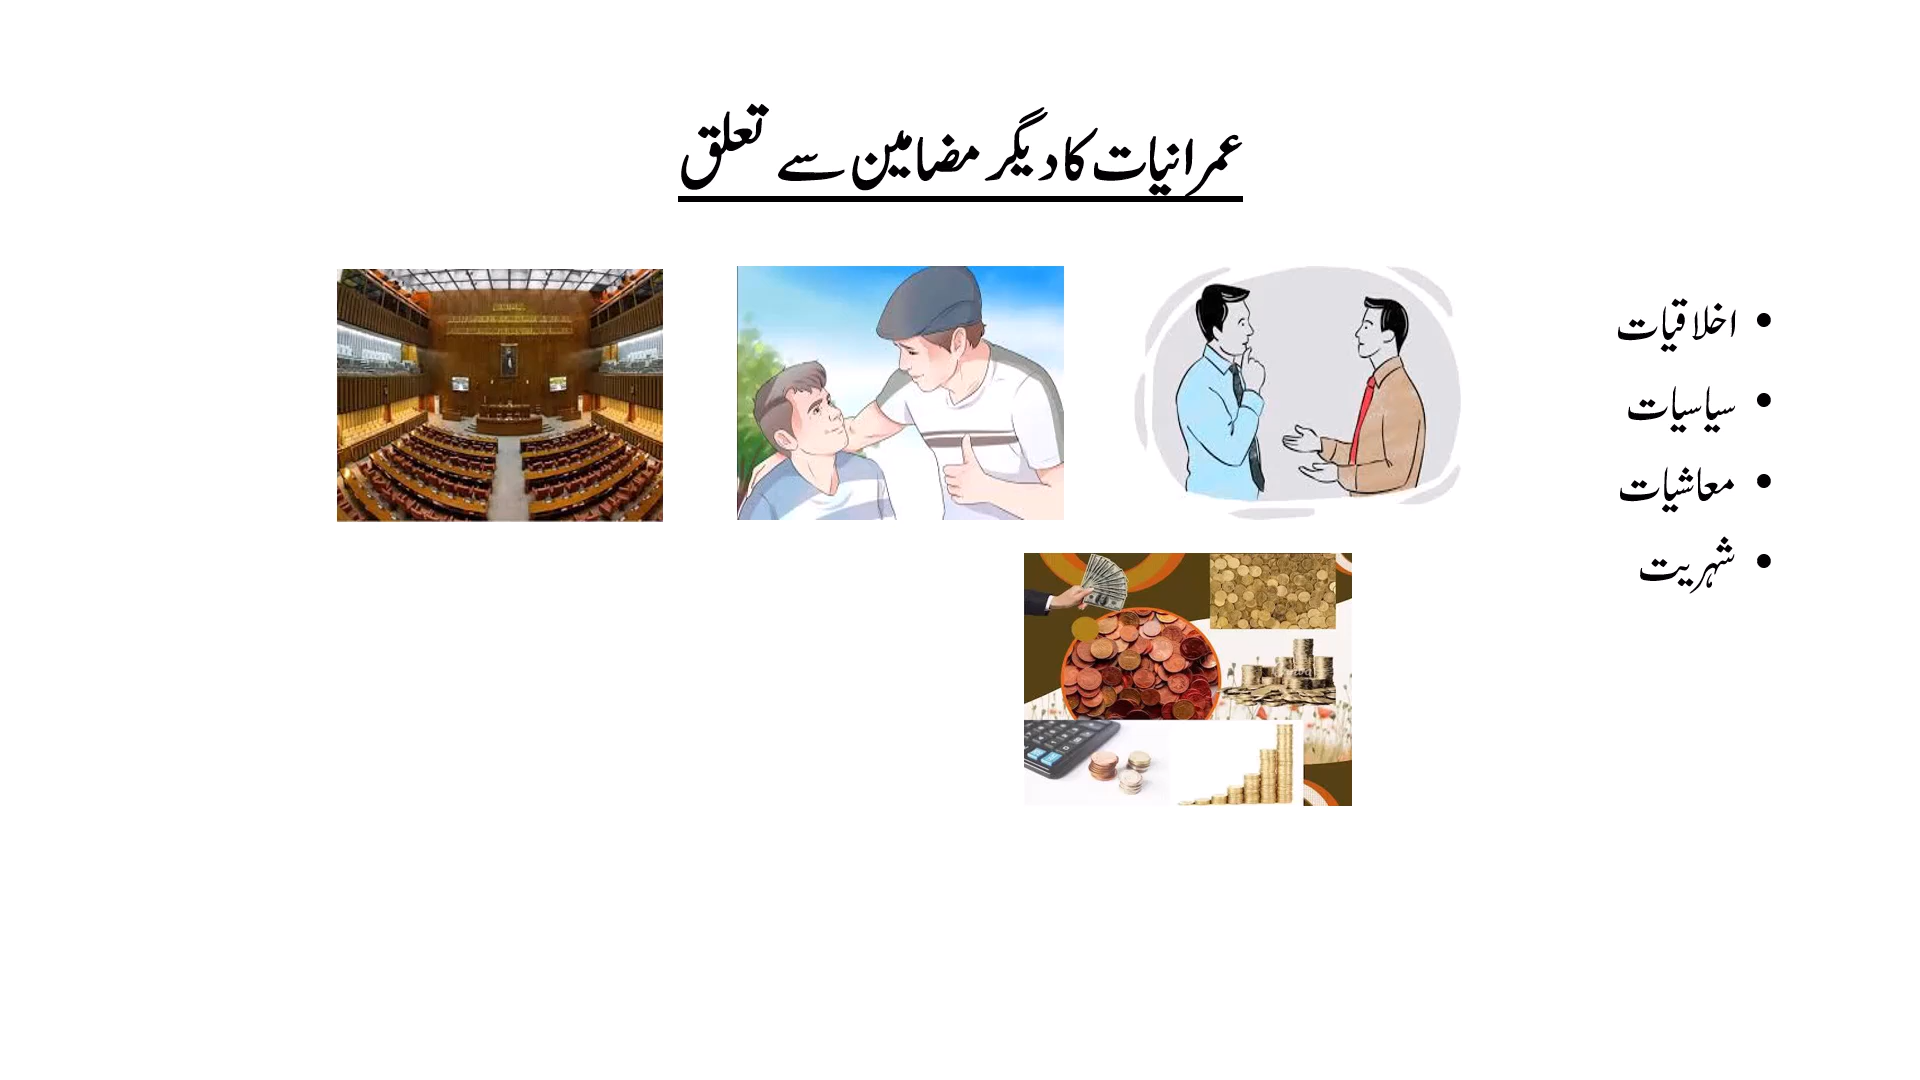 عمرانیات کا دیگر مضامین سے تعلق
• اخلاقیات
• سیاسیات
• معاشیات
• شہریت